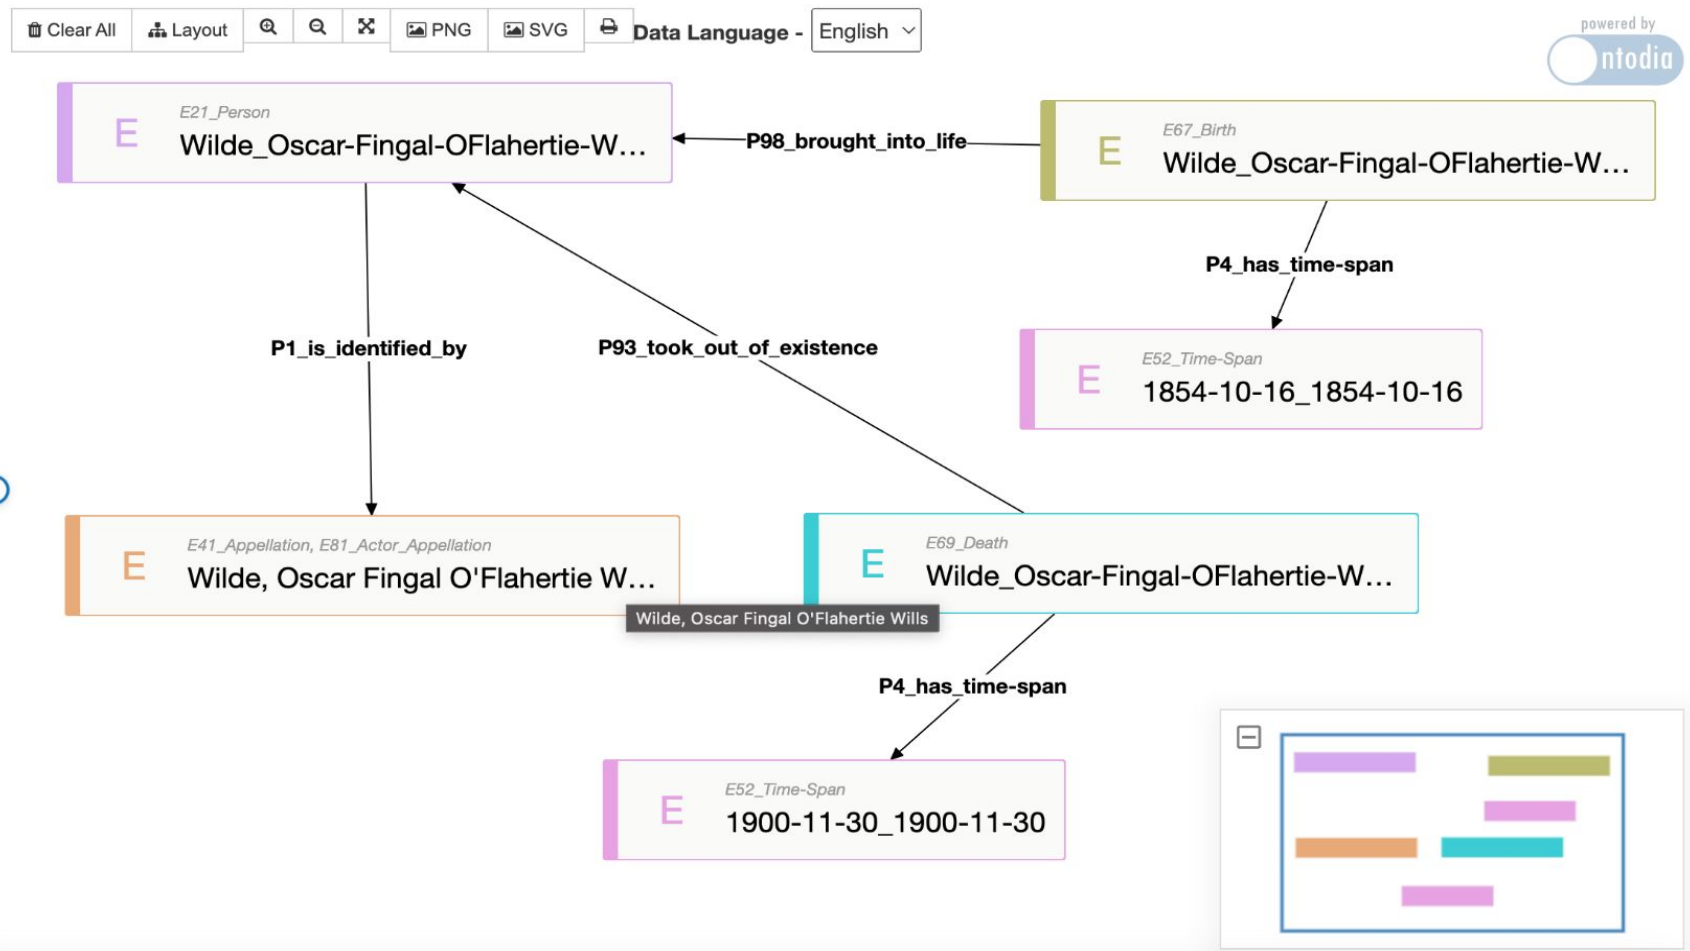 Clear All Layout PNG SVG Data Language - English
powered by
ntodia
E21_Person
Wilde_Oscar-Fingal-OFlahertie-W...
P98_brought_into_life
E67_Birth
Wilde_Oscar-Fingal-OFlahertie-W...
P4_has_time-span
P1_is_identified_by
P93_took_out_of_existence
E52_Time-Span
1854-10-16_1854-10-16
E41_Appellation, E81_Actor_Appellation
Wilde, Oscar Fingal O'Flahertie W...
E69_Death
Wilde_Oscar-Fingal-OFlahertie-W...
Wilde, Oscar Fingal O'Flahertie Wills
P4_has_time-span
E52_Time-Span
1900-11-30_1900-11-30
E
E
E
E
E
E